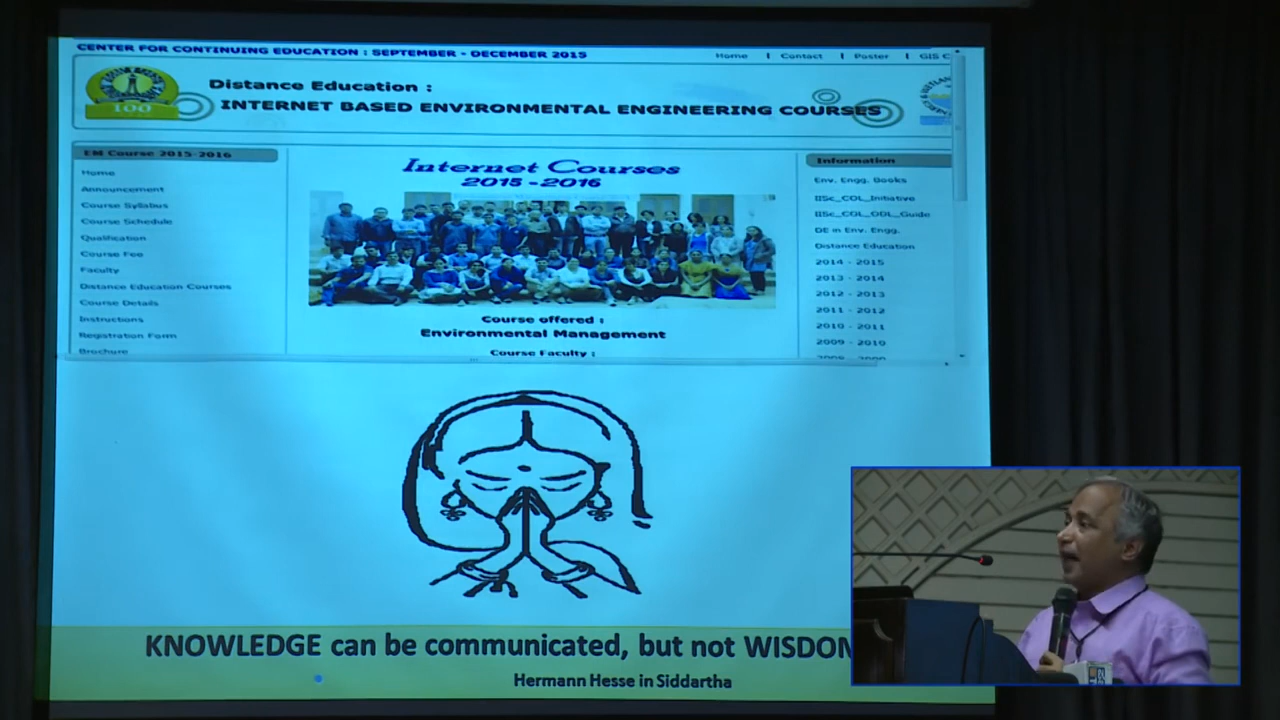 CENTER FOR CONTINUING EDUCATION : SEPTEMBER - DECEMBER 2015
Home | Contact | Poster | GIS C
Distance Education :
INTERNET BASED ENVIRONMENTAL ENGINEERING COURSES
100
EM Course 2015-2016
Home
Announcement
Course Syllabus
Course Schedule
Qualification
Course Fee
Faculty
Distance Education Courses
Course Details
Instructions
Registration Form
Brochure
Internet Courses
2015 -2016
Course offered :
Environmental Management
Course Faculty :
Information
Env. Engg. Books
IISc_COL_Initiative
IISc_COL_ODL_Guide
DE in Env. Engg.
Distance Education
2014 - 2015
2013 - 2014
2012 - 2013
2011 - 2012
2010 - 2011
2009 - 2010
2008 - 2009
KNOWLEDGE can be communicated, but not WISDOM
Hermann Hesse in Siddartha